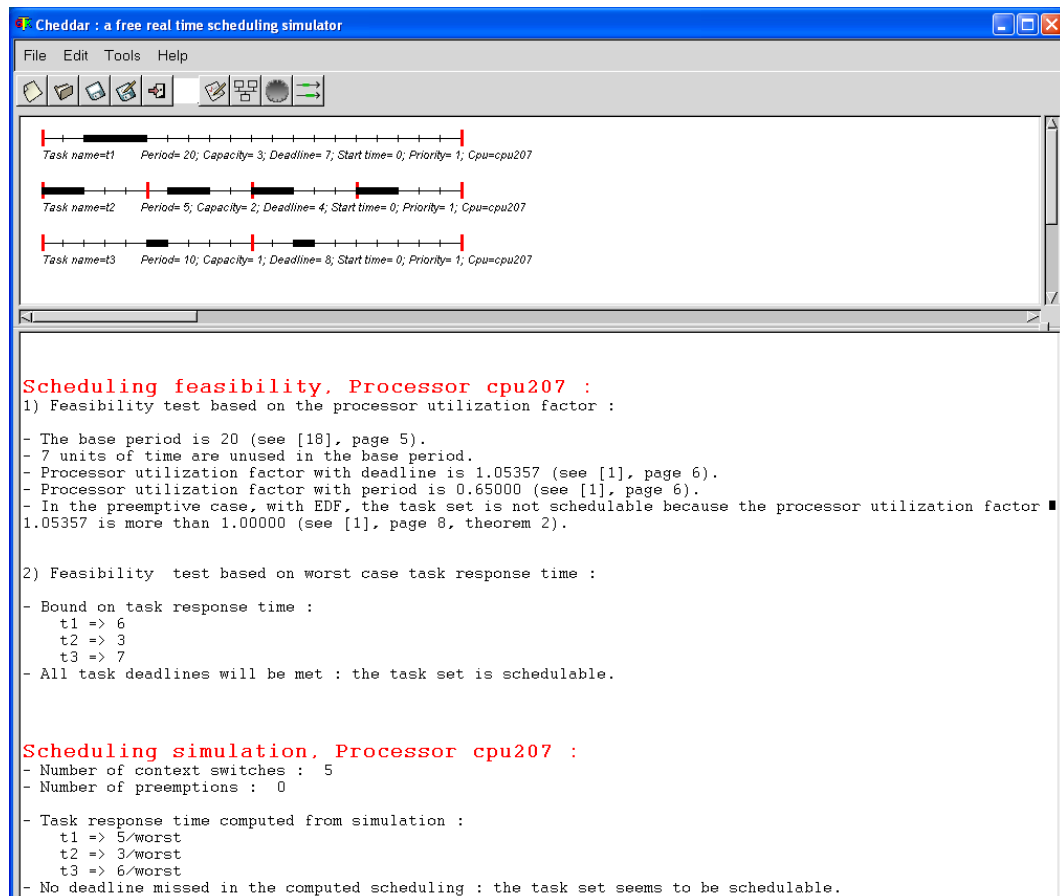 Cheddar : a free real time scheduling simulator
File Edit Tools Help
Task name=t1 Period= 20; Capacity= 3; Deadline= 7; Start time= 0; Priority= 1; Cpu=cpu207
Task name=t2 Period= 5; Capacity= 2; Deadline= 4; Start time= 0; Priority= 1; Cpu=cpu207
Task name=t3 Period= 10; Capacity= 1; Deadline= 8; Start time= 0; Priority= 1; Cpu=cpu207
Scheduling feasibility, Processor cpu207 :
1) Feasibility test based on the processor utilization factor :
- The base period is 20 (see [18], page 5).
- 7 units of time are unused in the base period.
- Processor utilization factor with deadline is 1.05357 (see [1], page 6).
- Processor utilization factor with period is 0.65000 (see [1], page 6).
- In the preemptive case, with EDF, the task set is not schedulable because the processor utilization factor
1.05357 is more than 1.00000 (see [1], page 8, theorem 2).
2) Feasibility test based on worst case task response time :
- Bound on task response time :
t1 => 6
t2 => 3
t3 => 7
- All task deadlines will be met : the task set is schedulable.
Scheduling simulation, Processor cpu207 :
- Number of context switches : 5
- Number of preemptions : 0
- Task response time computed from simulation :
t1 => 5/worst
t2 => 3/worst
t3 => 6/worst
- No deadline missed in the computed scheduling : the task set seems to be schedulable.